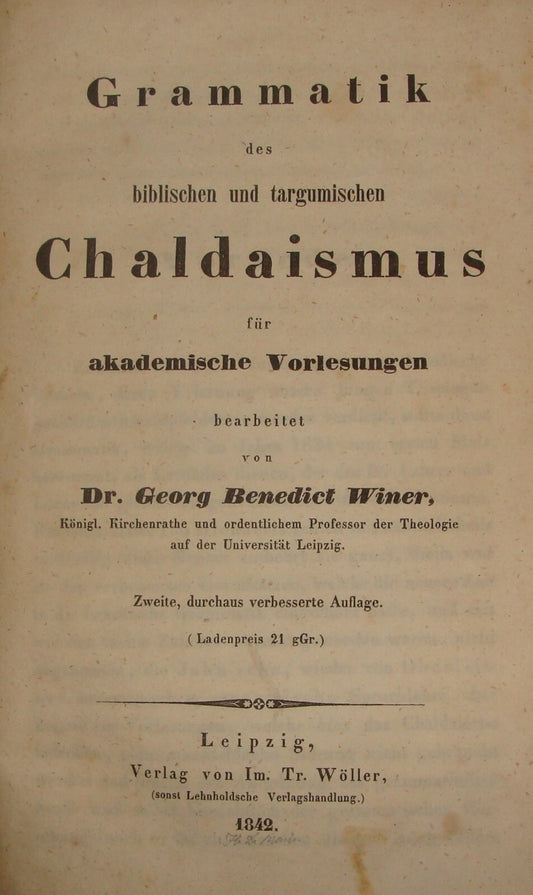 Grammatik
des
biblischen und targumischen
Chaldaismus
für
akademische Vorlesungen
bearbeitet
von
Dr. Georg Benedict Winer,
Königl. Kirchenrathe und ordentlichem Professor der Theologie
auf der Universität Leipzig.
Zweite, durchaus verbesserte Auflage.
(Ladenpreis 21 gGr.)
Leipzig,
Verlag von Im. Tr. Wöller,
(sonst Lehnholdsche Verlagshandlung.)
1842.